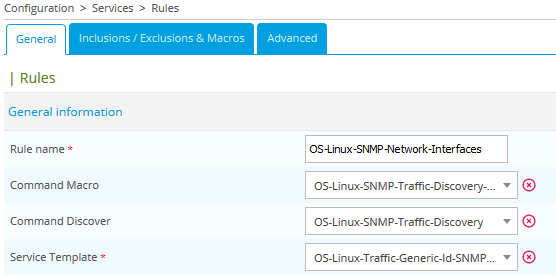 Configuration > Services > Rules
General Inclusions / Exclusions & Macros Advanced
| Rules
General information
Rule name * OS-Linux-SNMP-Network-Interfaces
Command Macro OS-Linux-SNMP-Traffic-Discovery-...
Command Discover OS-Linux-SNMP-Traffic-Discovery
Service Template * OS-Linux-Traffic-Generic-Id-SNMP...